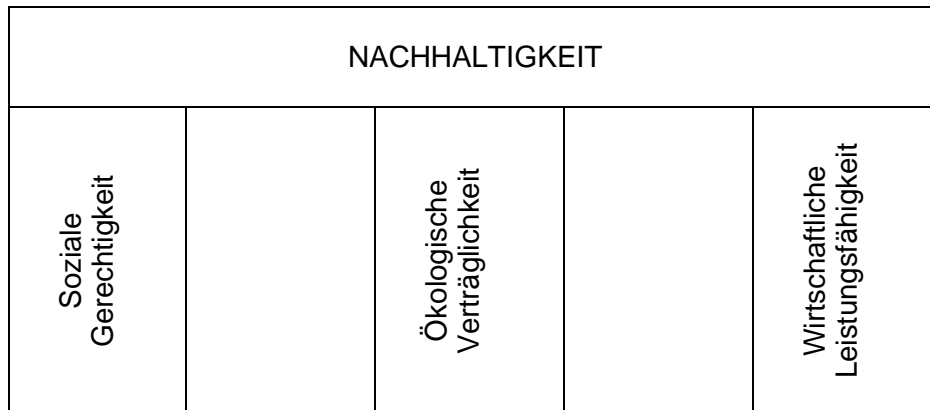 NACHHALTIGKEIT
Soziale
Gerechtigkeit
Ökologische
Verträglichkeit
Wirtschaftliche
Leistungsfähigkeit